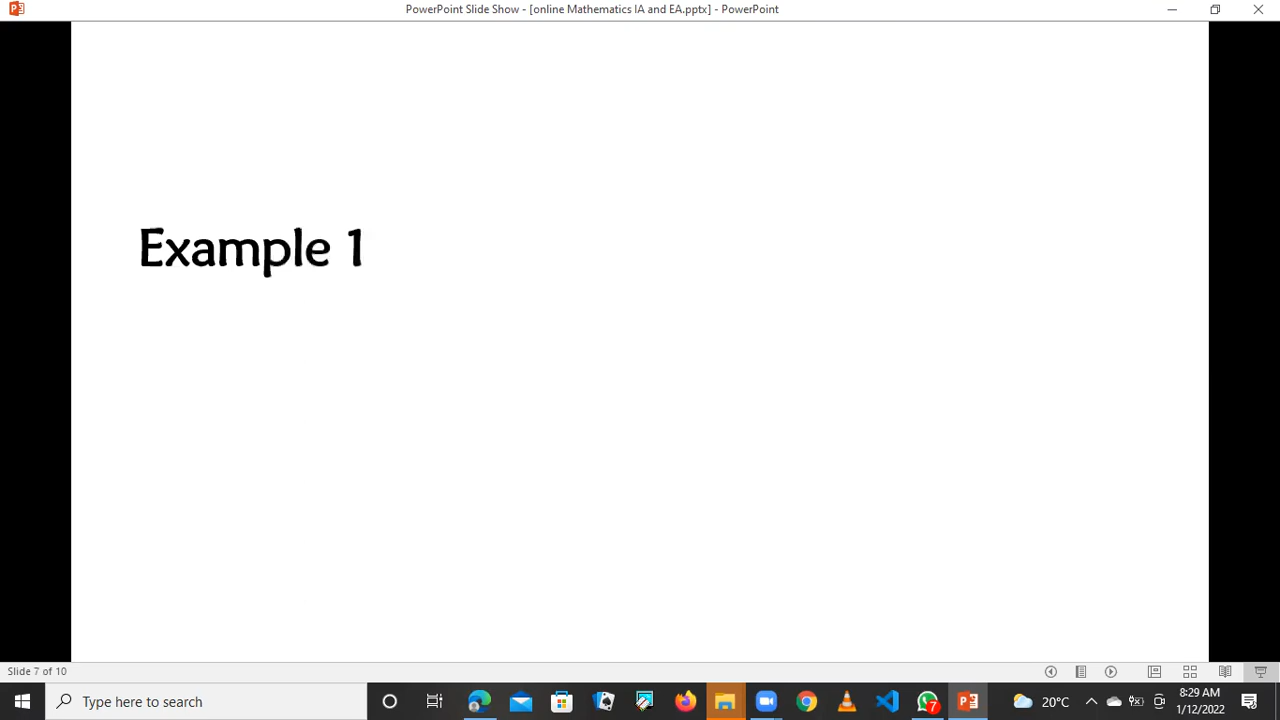 PowerPoint Slide Show - [online Mathematics IA and EA.pptx] - PowerPoint
Example 1
Slide 7 of 10
Type here to search
7
20°C
8:29 AM
1/12/2022